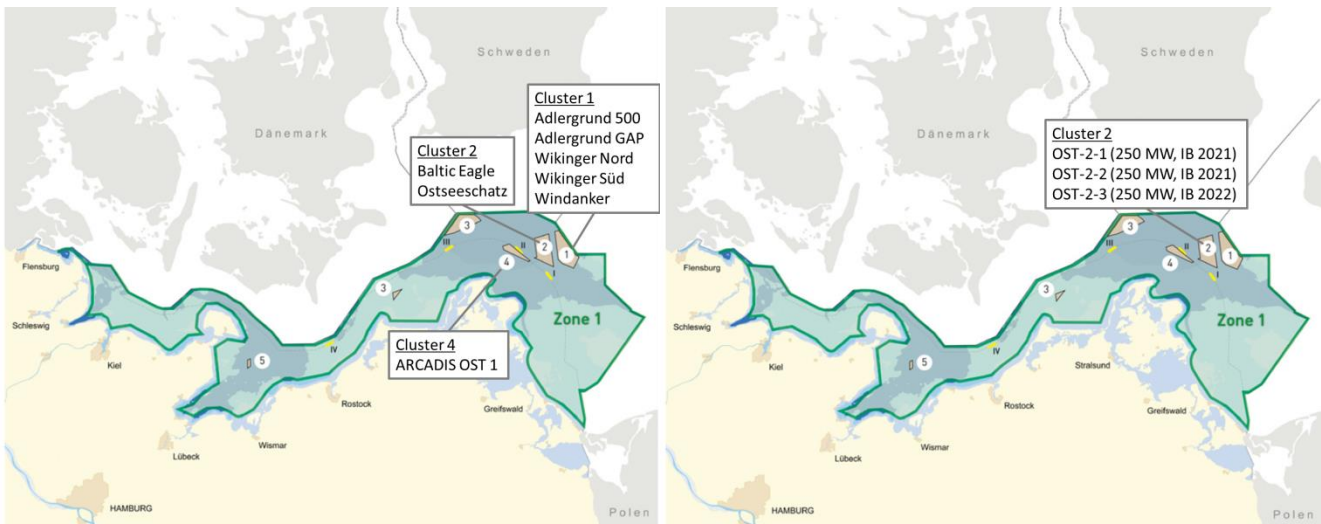 Schweden
Dänemark
Cluster 1
Adlergrund 500
Adlergrund GAP
Wikinger Nord
Wikinger Süd
Windanker
Cluster 2
Baltic Eagle
Ostseeschatz
3
III
II
2
1
4
I
Flensburg
3
Zone 1
Schleswig
Cluster 4
ARCADIS OST 1
IV
5
Kiel
Rostock
Greifswald
Wismar
Lübeck
HAMBURG
Polen
Schweden
Dänemark
Cluster 2
OST-2-1 (250 MW, IB 2021)
OST-2-2 (250 MW, IB 2021)
OST-2-3 (250 MW, IB 2022)
3
III
II
2
1
4
I
Flensburg
3
Zone 1
Schleswig
IV
5
Kiel
Stralsund
Rostock
Greifswald
Wismar
Lübeck
HAMBURG
Polen